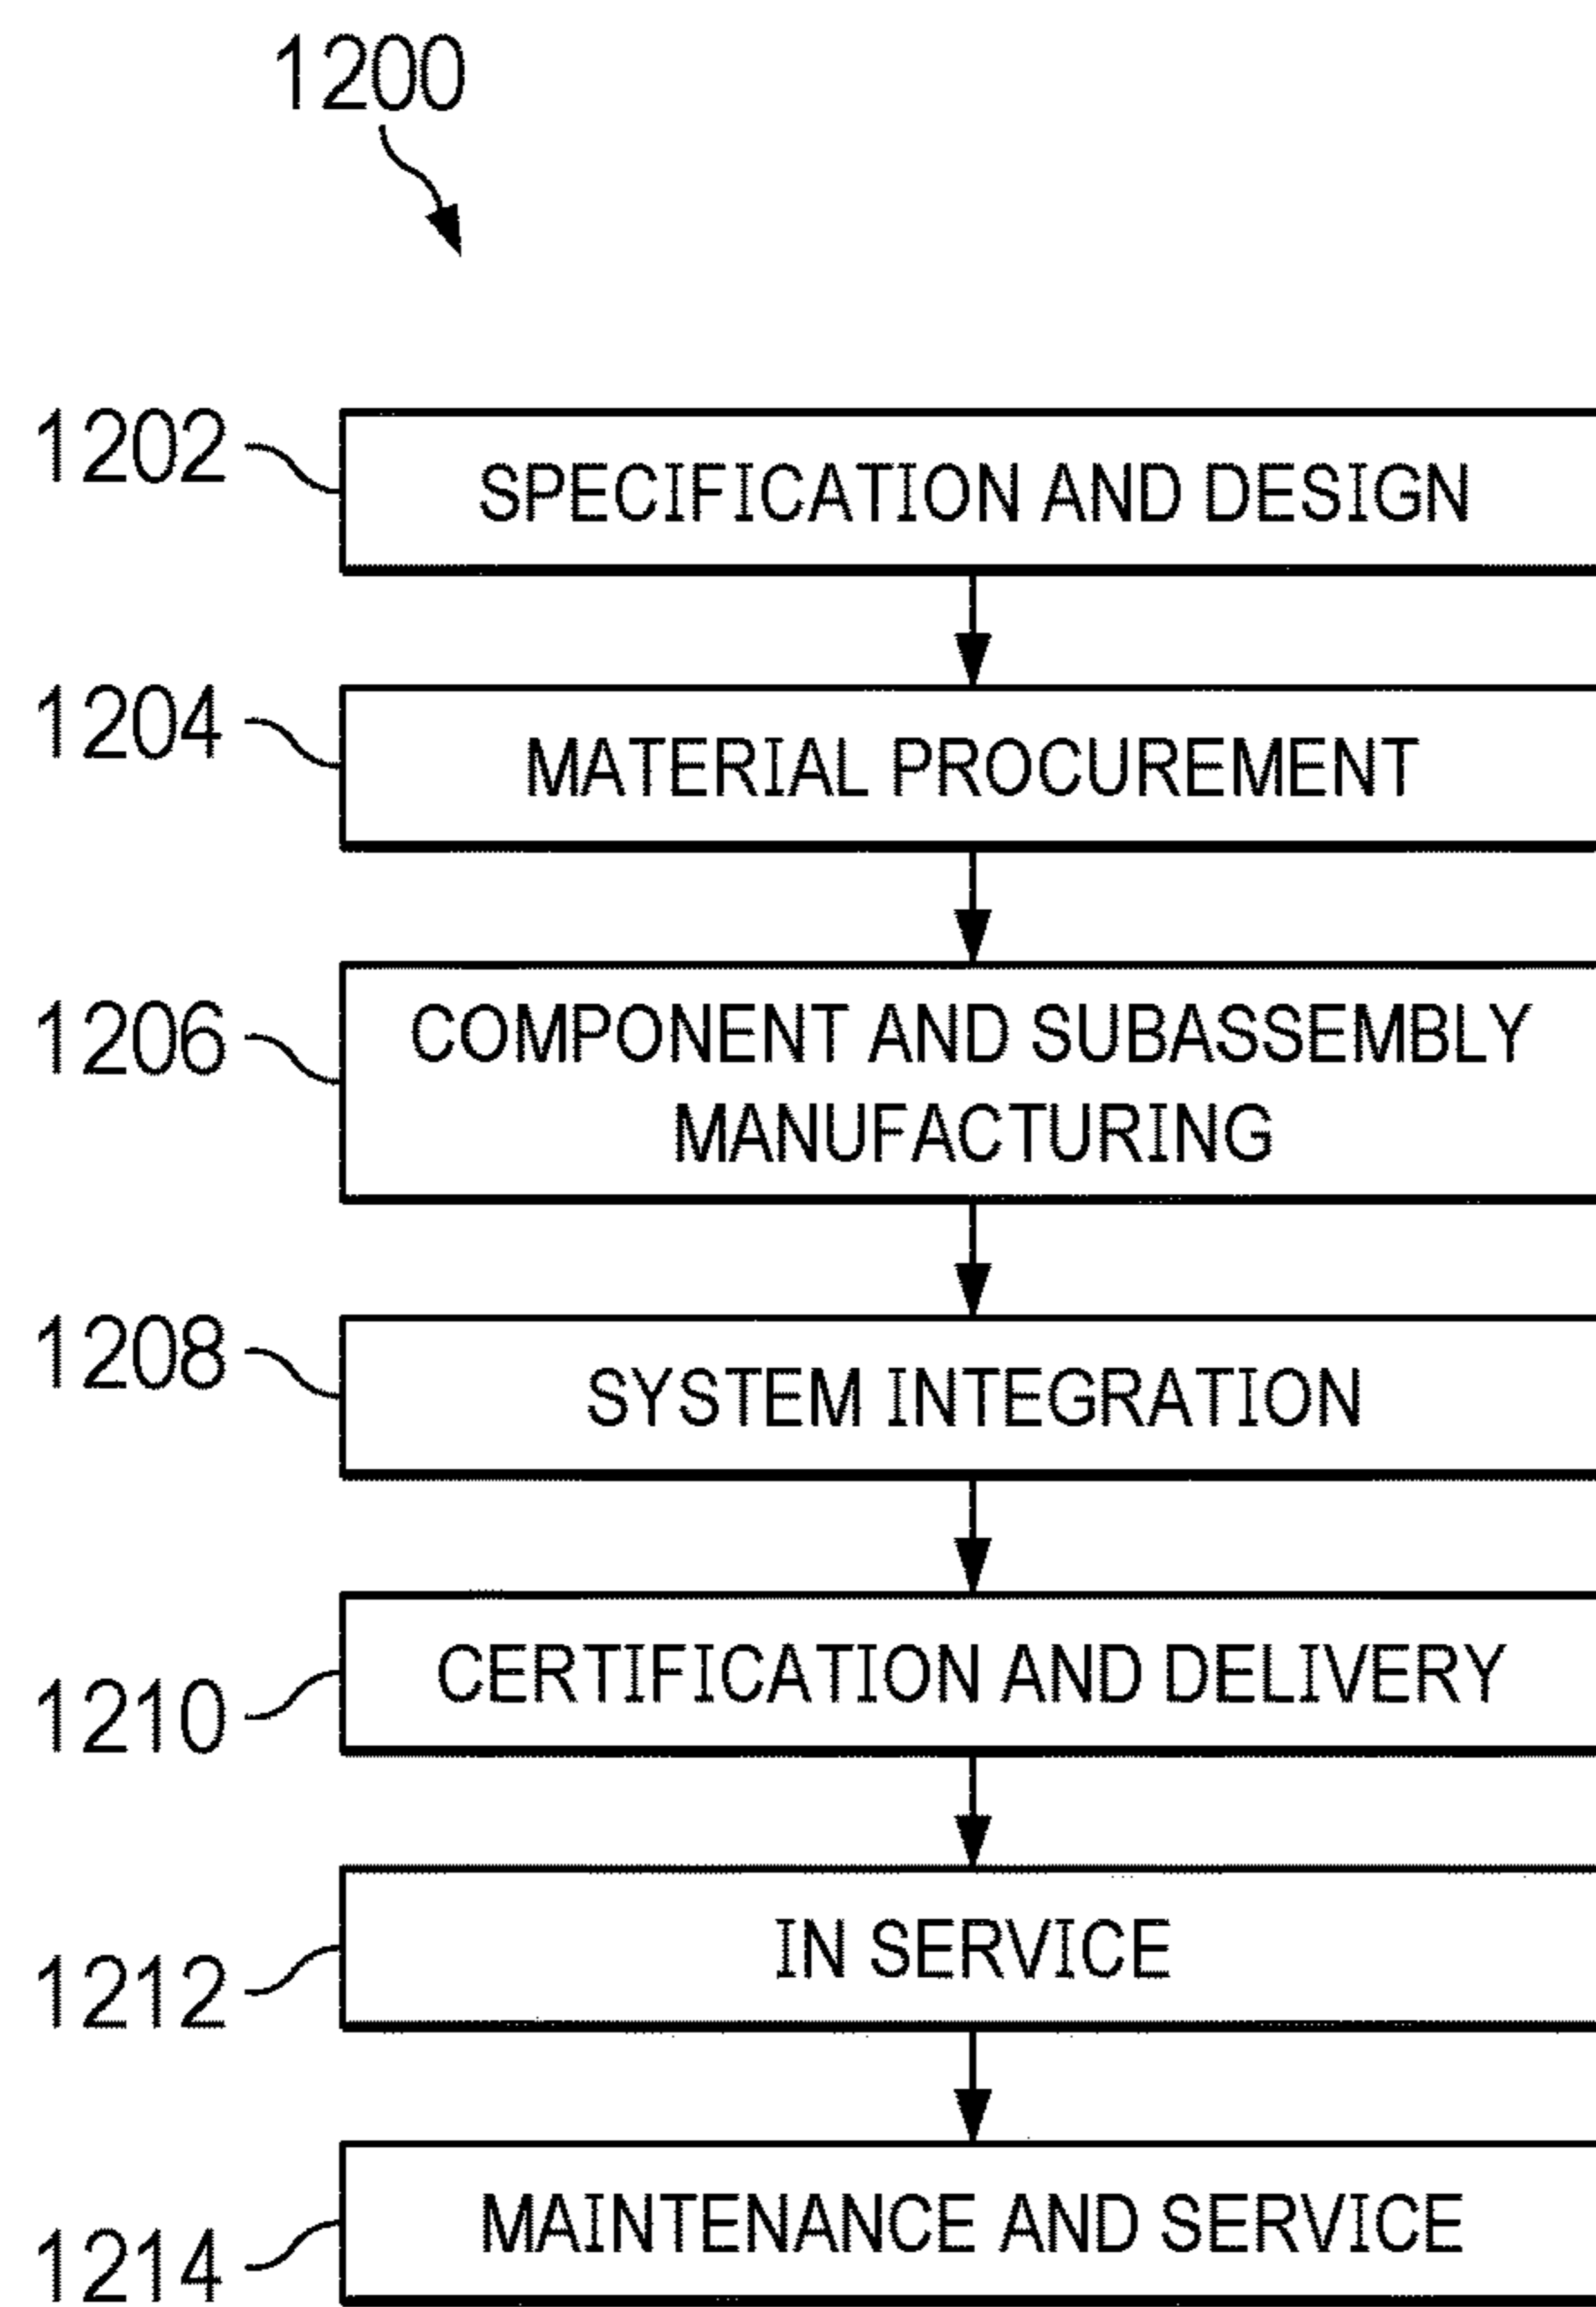 1200
1202
SPECIFICATION AND DESIGN
1204
MATERIAL PROCUREMENT
1206
COMPONENT AND SUBASSEMBLY
MANUFACTURING
1208
SYSTEM INTEGRATION
1210
CERTIFICATION AND DELIVERY
1212
IN SERVICE
1214
MAINTENANCE AND SERVICE